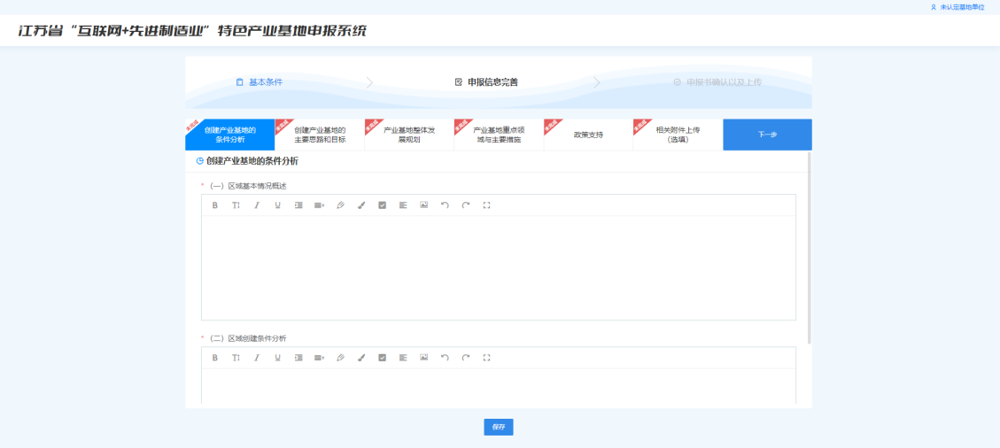 未认定基地单位
江苏省“互联网+先进制造业”特色产业基地申报系统
基本条件
申报信息完善
申报书确认以及上传
未完成
创建产业基地的
条件分析
未完成
创建产业基地的
主要思路和目标
未完成
产业基地整体发
展规划
未完成
产业基地重点领
域与主要措施
未完成
政策支持
未完成
相关附件上传
(选填)
下一步
创建产业基地的条件分析
* (一) 区域基本情况概述
B TI I U
* (二) 区域创建条件分析
B TI I U
保存